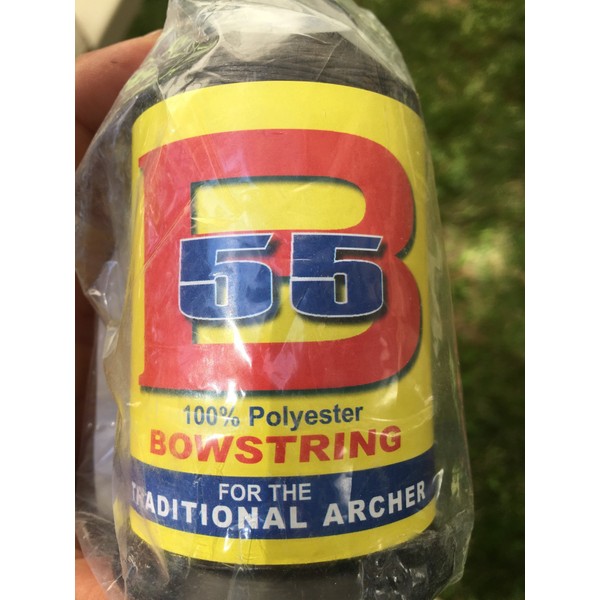 B
55
100% Polyester
BOWSTRING
FOR THE
TRADITIONAL ARCHER